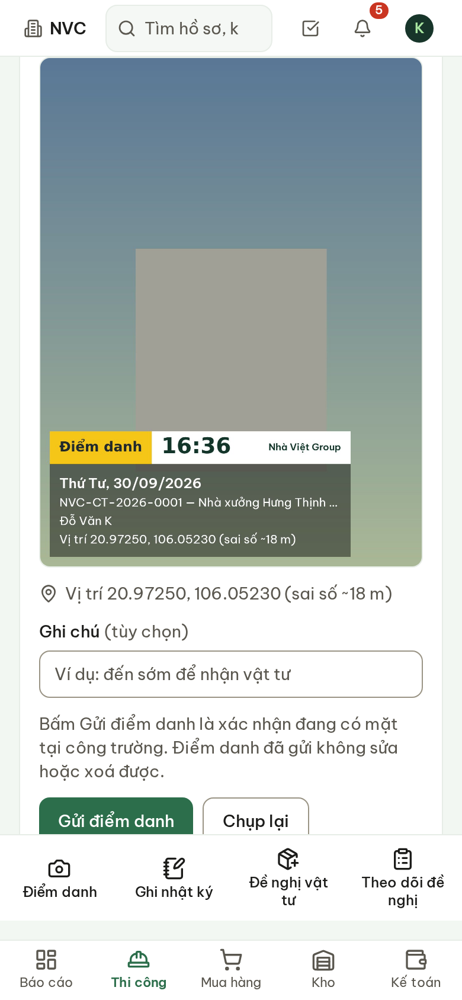 NVC
Tìm hồ sơ, k
5
K
Điểm danh
16:36
Nhà Việt Group
Thứ Tư, 30/09/2026
NVC-CT-2026-0001 — Nhà xưởng Hưng Thịnh ...
Đỗ Văn K
Vị trí 20.97250, 106.05230 (sai số ~18 m)
Vị trí 20.97250, 106.05230 (sai số ~18 m)
Ghi chú (tùy chọn)
Ví dụ: đến sớm để nhận vật tư
Bấm Gửi điểm danh là xác nhận đang có mặt
tại công trường. Điểm danh đã gửi không sửa
hoặc xoá được.
Gửi điểm danh
Chụp lại
Điểm danh
Ghi nhật ký
Đề nghị vật
tư
Theo dõi đề
nghị
Báo cáo
Thi công
Mua hàng
Kho
Kế toán